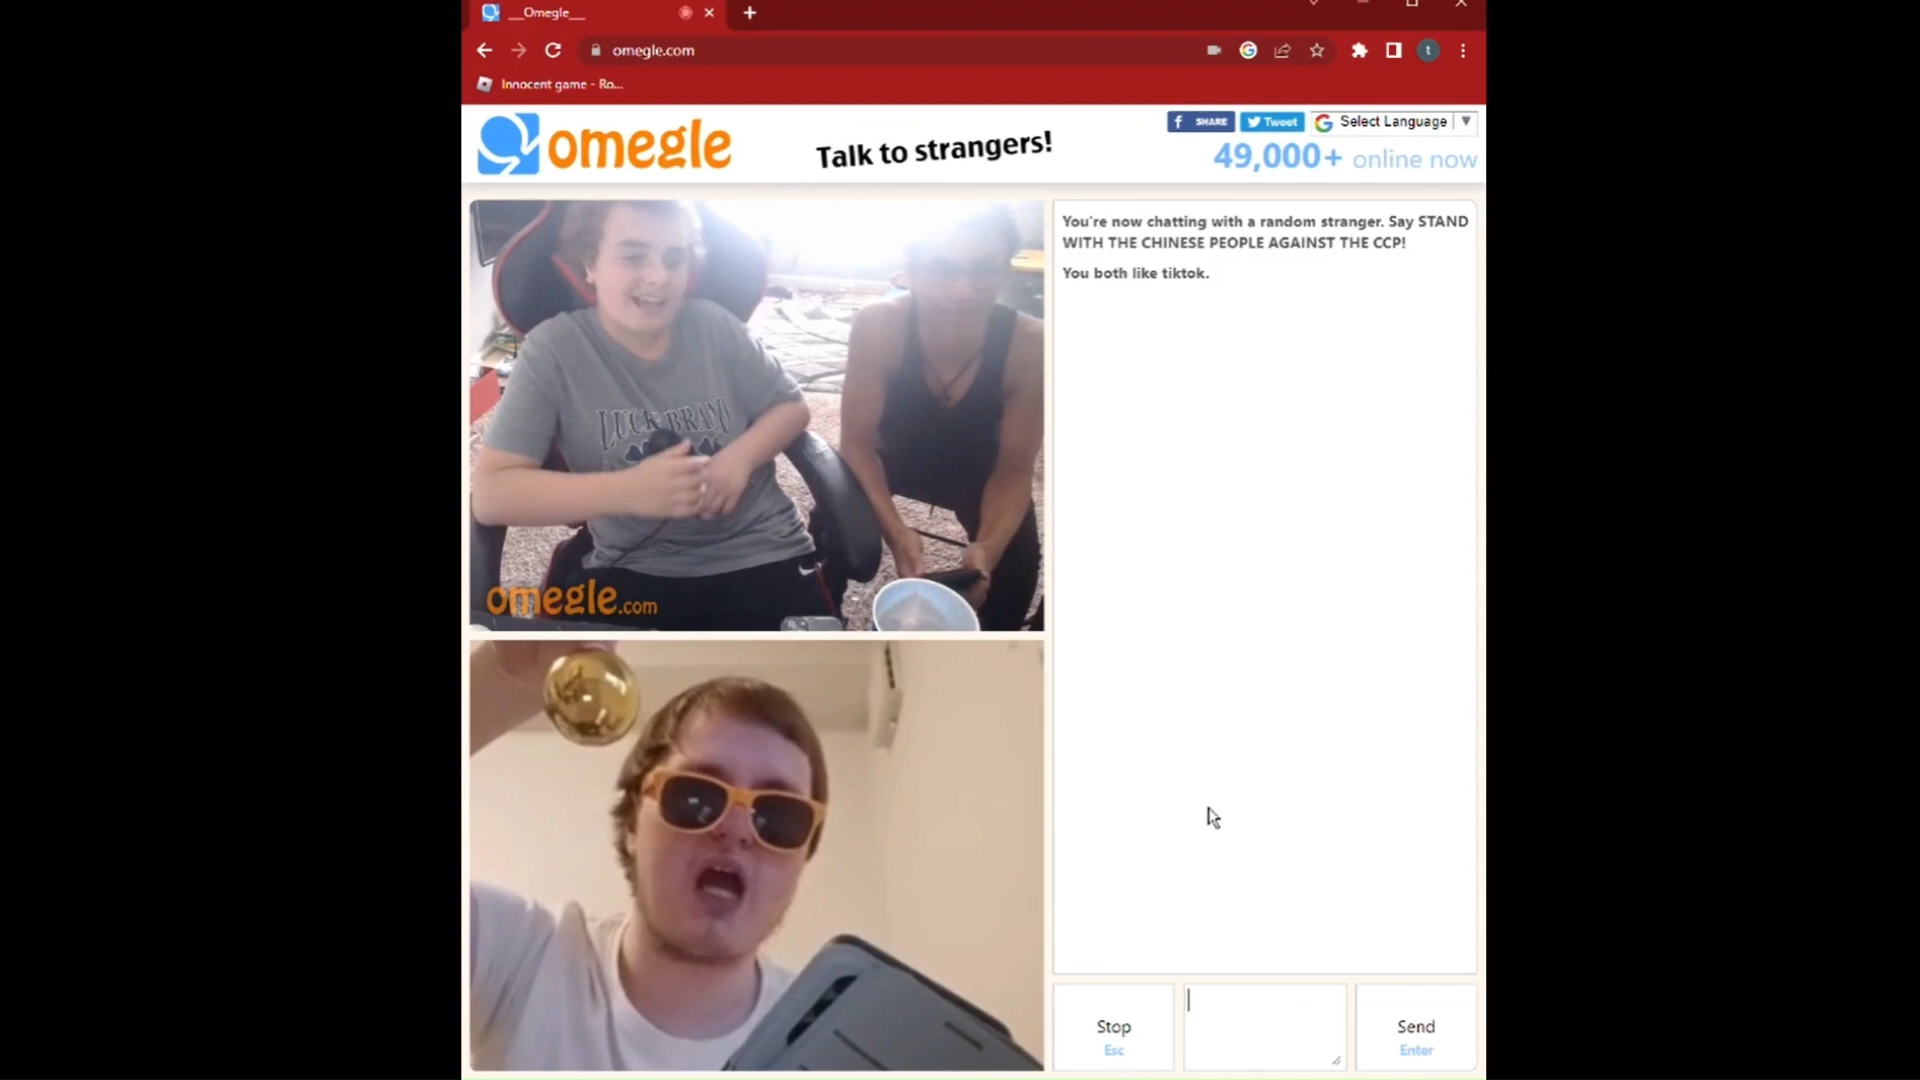 __Omegle__
omegle.com
t
Innocent game - Ro...
omegle
Talk to strangers!
f SHARE
Tweet
G Select Language
49,000+ online now
You're now chatting with a random stranger. Say STAND
WITH THE CHINESE PEOPLE AGAINST THE CCP!
You both like tiktok.
LUCK BRAND
omegle.com
Stop
Esc
Send
Enter